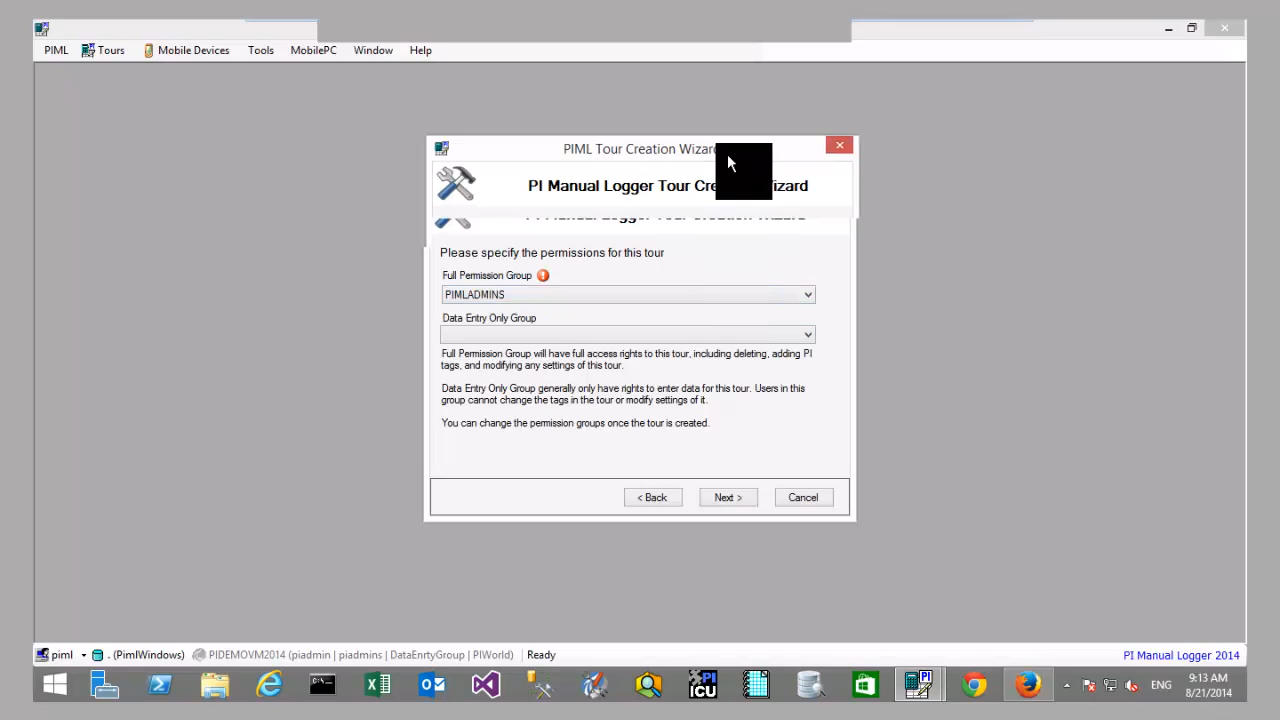 PIML Tours Mobile Devices Tools MobilePC Window Help
PIML Tour Creation
PI Manual Logger Tour
Please specify the permissions for this tour
Full Permission Group
PIMLADMINS
Data Entry Only Group
Full Permission Group will have full access rights to this tour, including deleting, adding PI
tags, and modifying any settings of this tour.
Data Entry Only Group generally only have rights to enter data for this tour. Users in this
group cannot change the tags in the tour or modify settings of it.
You can change the permission groups once the tour is created.
< Back Next > Cancel
piml . (PimlWindows) PIDEMOVM2014 (piadmin | piadmins | DataEnrtyGroup | PIWorld) Ready PI Manual Logger 2014
PI
ICU
PI
ENG
9:13 AM
8/21/2014